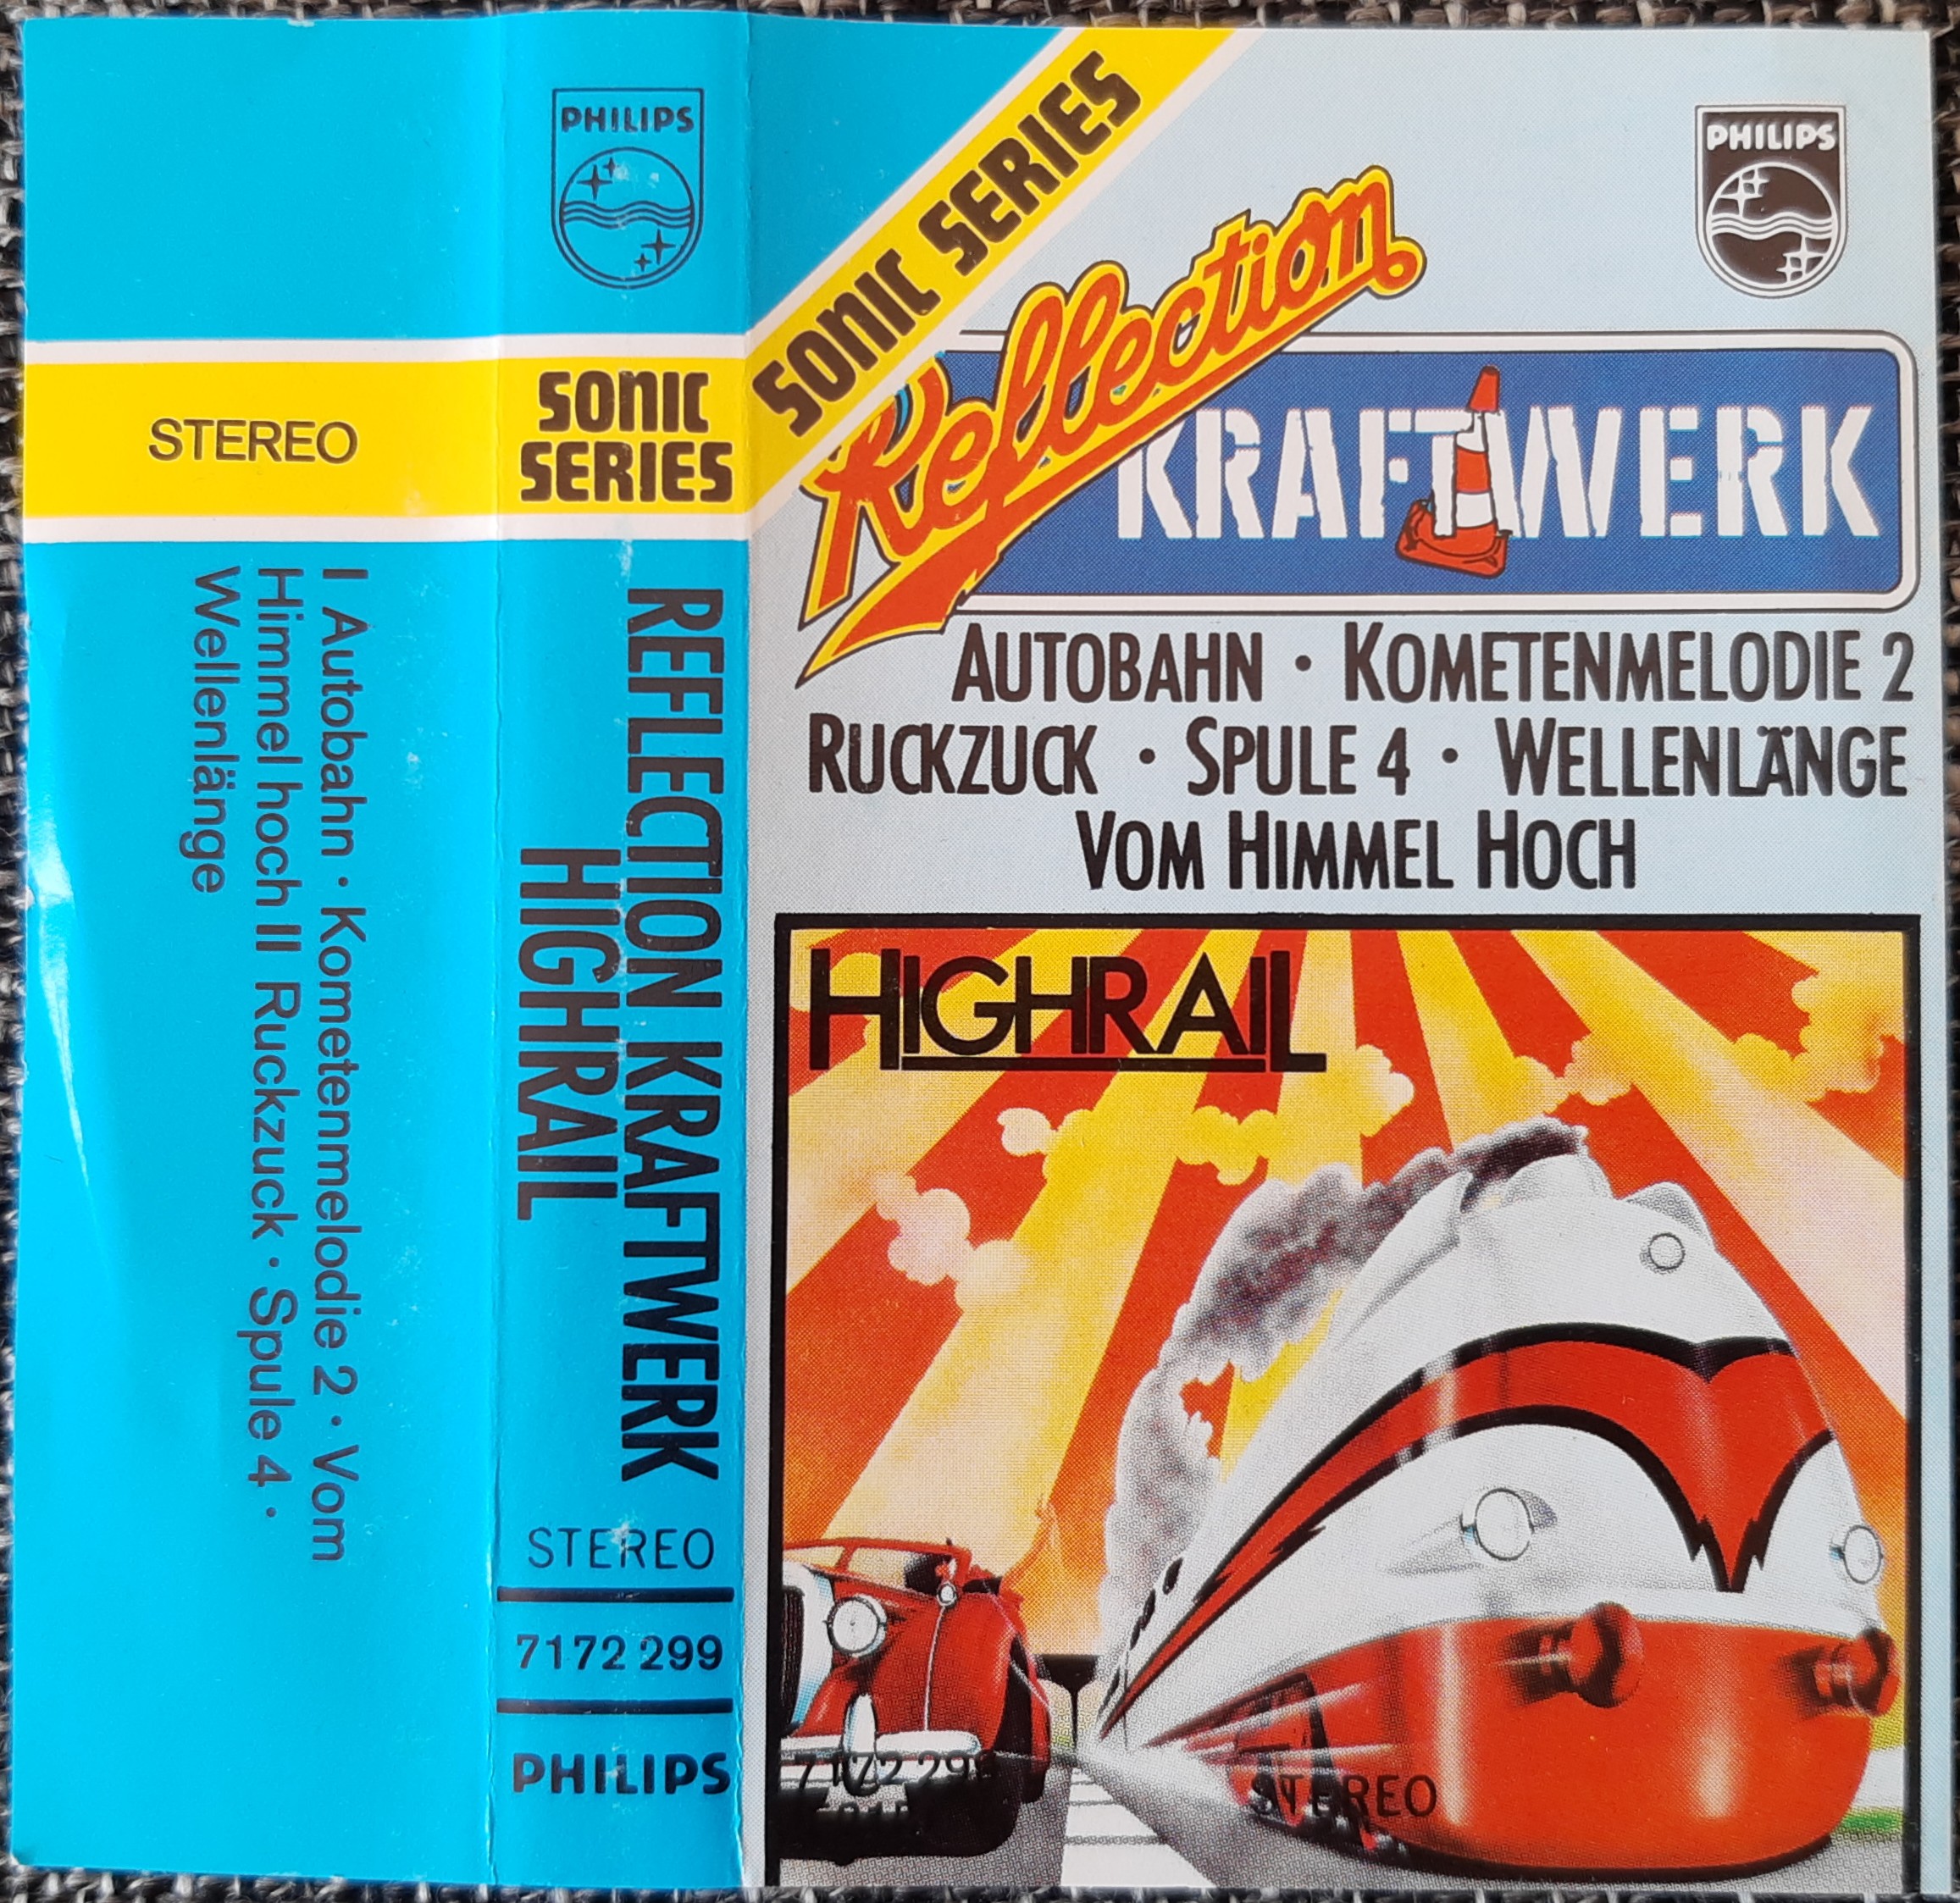 STEREO
I Autobahn · Kometenmelodie 2 · Vom
Himmel hoch II Ruckzuck · Spule 4 ·
Wellenlänge
PHILIPS
SONIC
SERIES
REFLECTION KRAFTWERK
HIGHRAIL
STEREO
7172 299
PHILIPS
SONIC SERIES
PHILIPS
Reflection
KRAFTWERK
AUTOBAHN · KOMETENMELODIE 2
RUCKZUCK · SPULE 4 · WELLENLÄNGE
VOM HIMMEL HOCH
HIGHRAIL
7172 299
STEREO